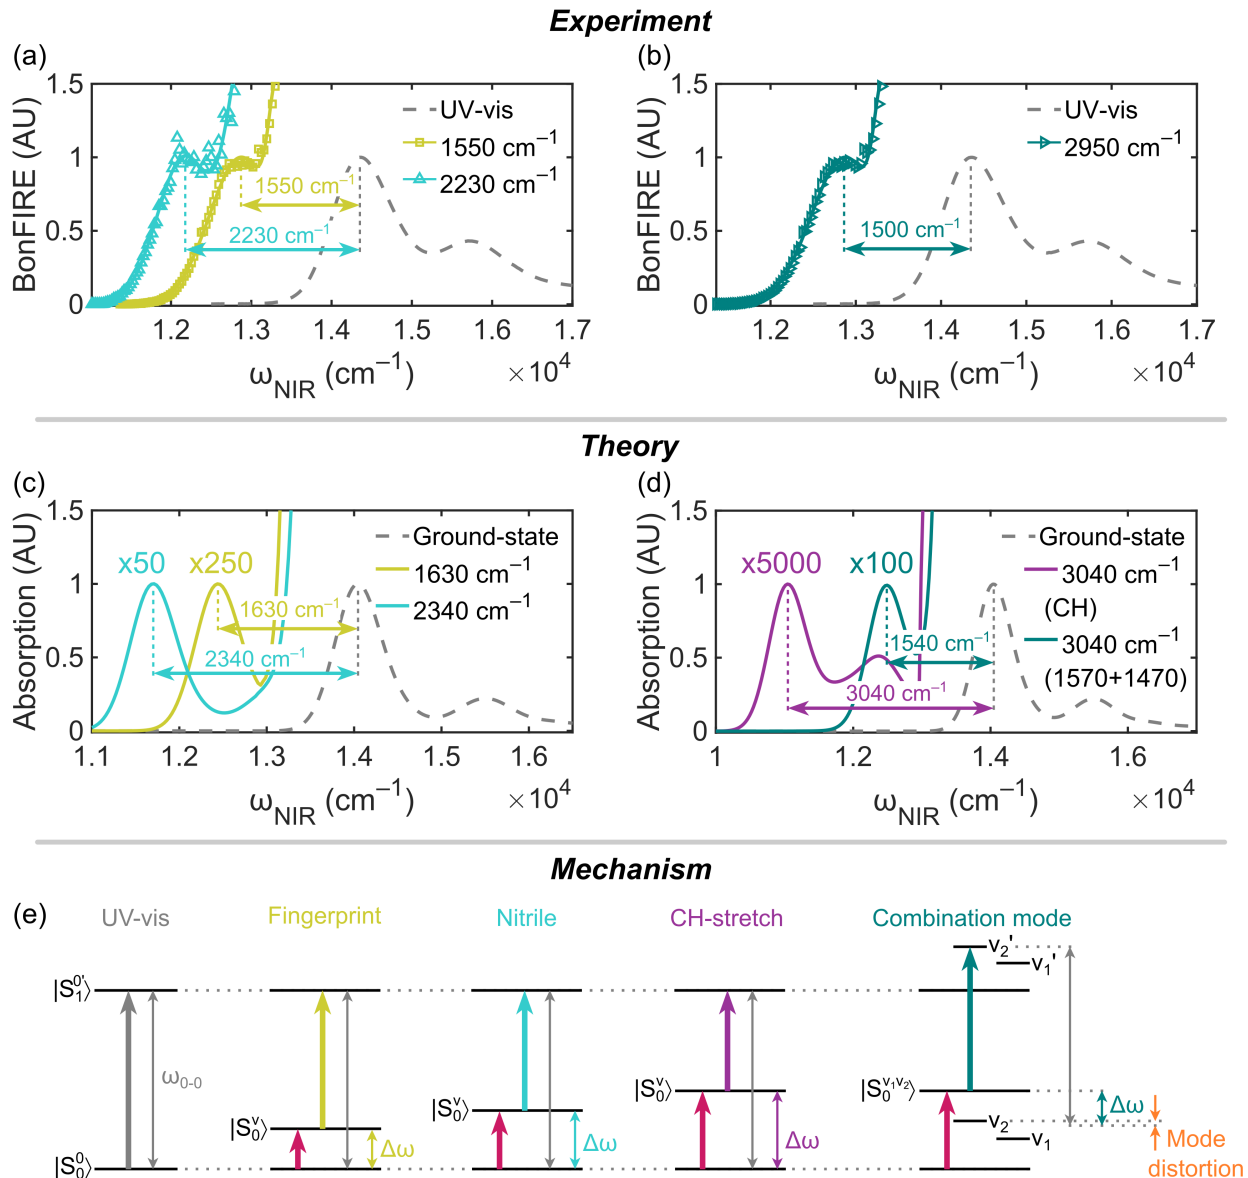 Experiment
(a)
BonFIRE (AU)
1.5
1
0.5
0
UV-vis
1550 cm⁻¹
2230 cm⁻¹
1550 cm⁻¹
2230 cm⁻¹
1.2 1.3 1.4 1.5 1.6 1.7
ω_NIR (cm⁻¹)
×10⁴
(b)
BonFIRE (AU)
1.5
1
0.5
0
UV-vis
2950 cm⁻¹
1500 cm⁻¹
1.2 1.3 1.4 1.5 1.6 1.7
ω_NIR (cm⁻¹)
×10⁴
Theory
(c)
Absorption (AU)
1.5
1
0.5
0
x50
x250
Ground-state
1630 cm⁻¹
2340 cm⁻¹
1630 cm⁻¹
2340 cm⁻¹
1.1 1.2 1.3 1.4 1.5 1.6
ω_NIR (cm⁻¹)
×10⁴
(d)
Absorption (AU)
1.5
1
0.5
0
x5000
x100
Ground-state
3040 cm⁻¹
(CH)
3040 cm⁻¹
(1570+1470)
1540 cm⁻¹
3040 cm⁻¹
1 1.2 1.4 1.6
ω_NIR (cm⁻¹)
×10⁴
Mechanism
(e)
UV-vis
Fingerprint
Nitrile
CH-stretch
Combination mode
|S₁⁰'⟩
ω₀₋₀
|S₀⁰⟩
|S₀ᵛ⟩
Δω
|S₀ᵛ⟩
Δω
|S₀ᵛ⟩
Δω
v₂'
v₁'
|S₀^v₁v₂⟩
v₂
v₁
Δω
Mode
distortion